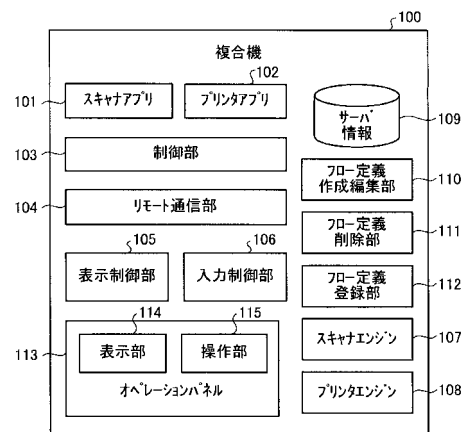 100
複合機
102
101
スキャナアプリ
プリンタアプリ
サーバ
情報
109
103
制御部
フロー定義
作成編集部
110
104
リモート通信部
フロー定義
削除部
111
105
106
表示制御部
入力制御部
フロー定義
登録部
112
114
115
113
表示部
操作部
オペレーションパネル
スキャナエンジン
107
プリンタエンジン
108